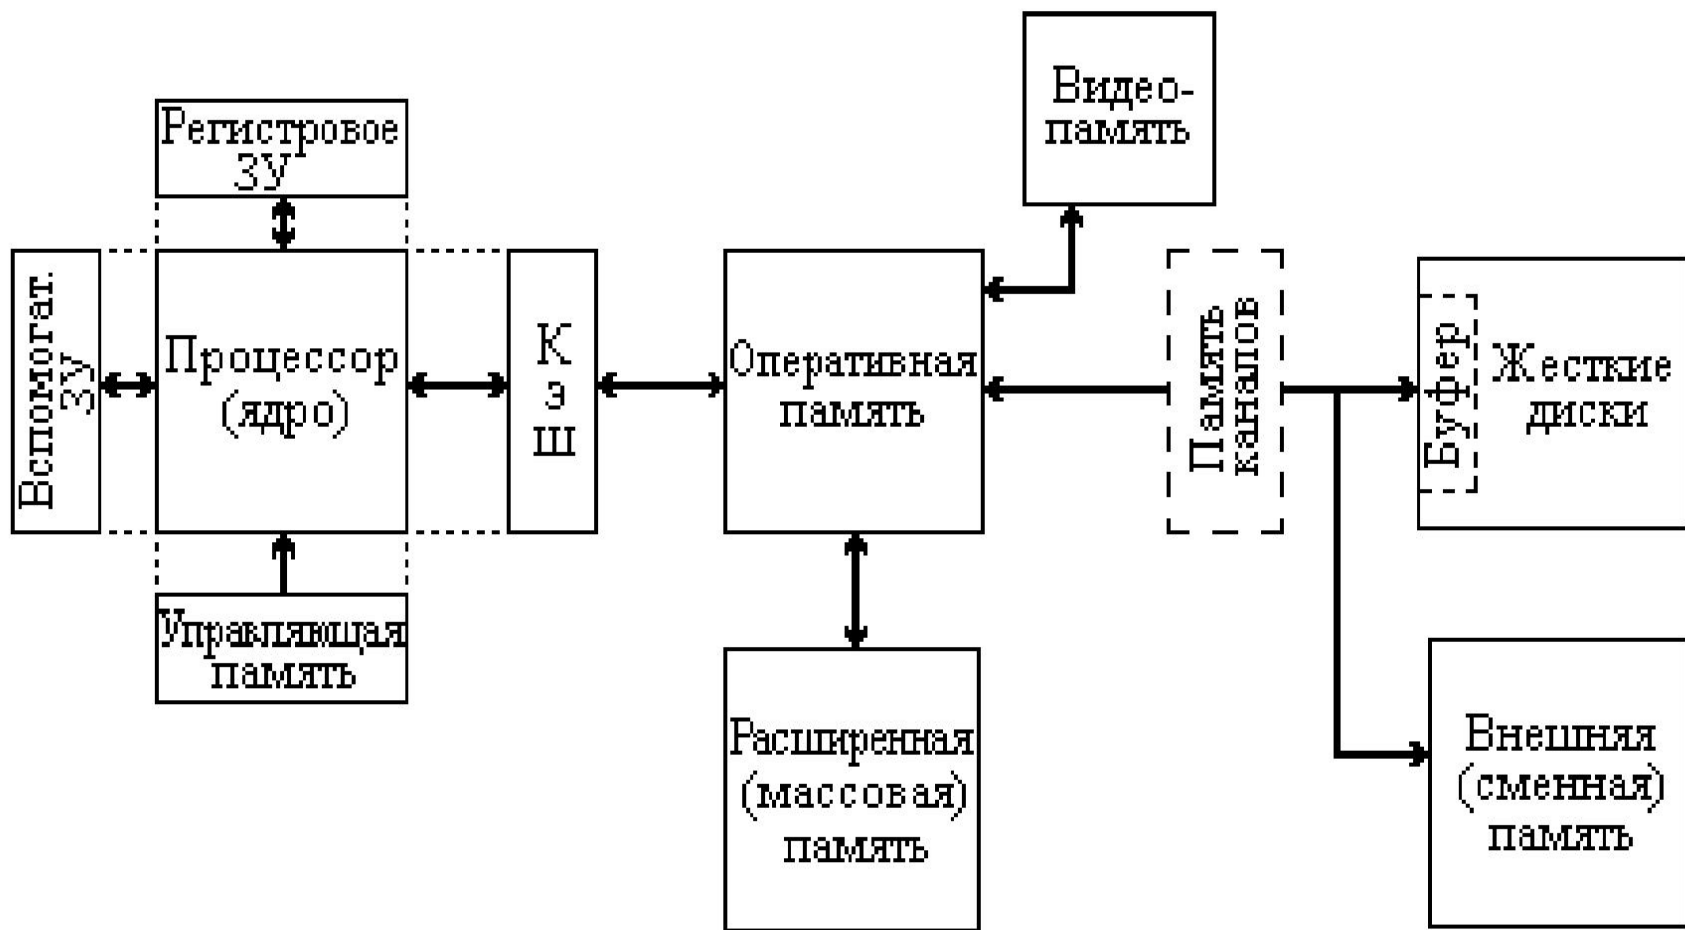 Видео-
память
Регистровое
ЗУ
Вспомогат.
ЗУ
Процессор
(ядро)
К
э
ш
Оперативная
память
Память
каналов
Буфер
Жесткие
диски
Управляющая
память
Расширенная
(массовая)
память
Внешняя
(сменная)
память